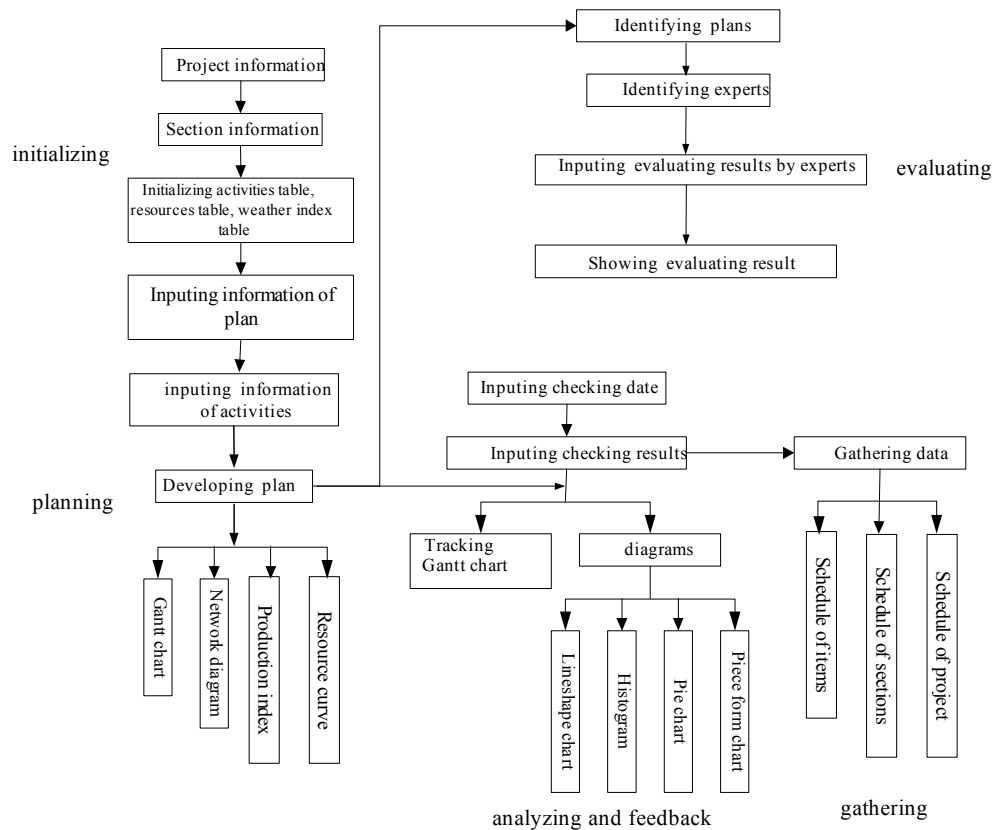 Project information
Section information
initializing
Initializing activities table,
resources table, weather index
table
Inputing information of
plan
inputing information
of activities
planning
Developing plan
Gantt chart
Network diagram
Production index
Resource curve
Identifying plans
Identifying experts
Inputing evaluating results by experts
evaluating
Showing evaluating result
Inputing checking date
Inputing checking results
Gathering data
Tracking
Gantt chart
diagrams
Lineshape chart
Histogram
Pie chart
Piece form chart
Schedule of items
Schedule of sections
Schedule of project
analyzing and feedback
gathering